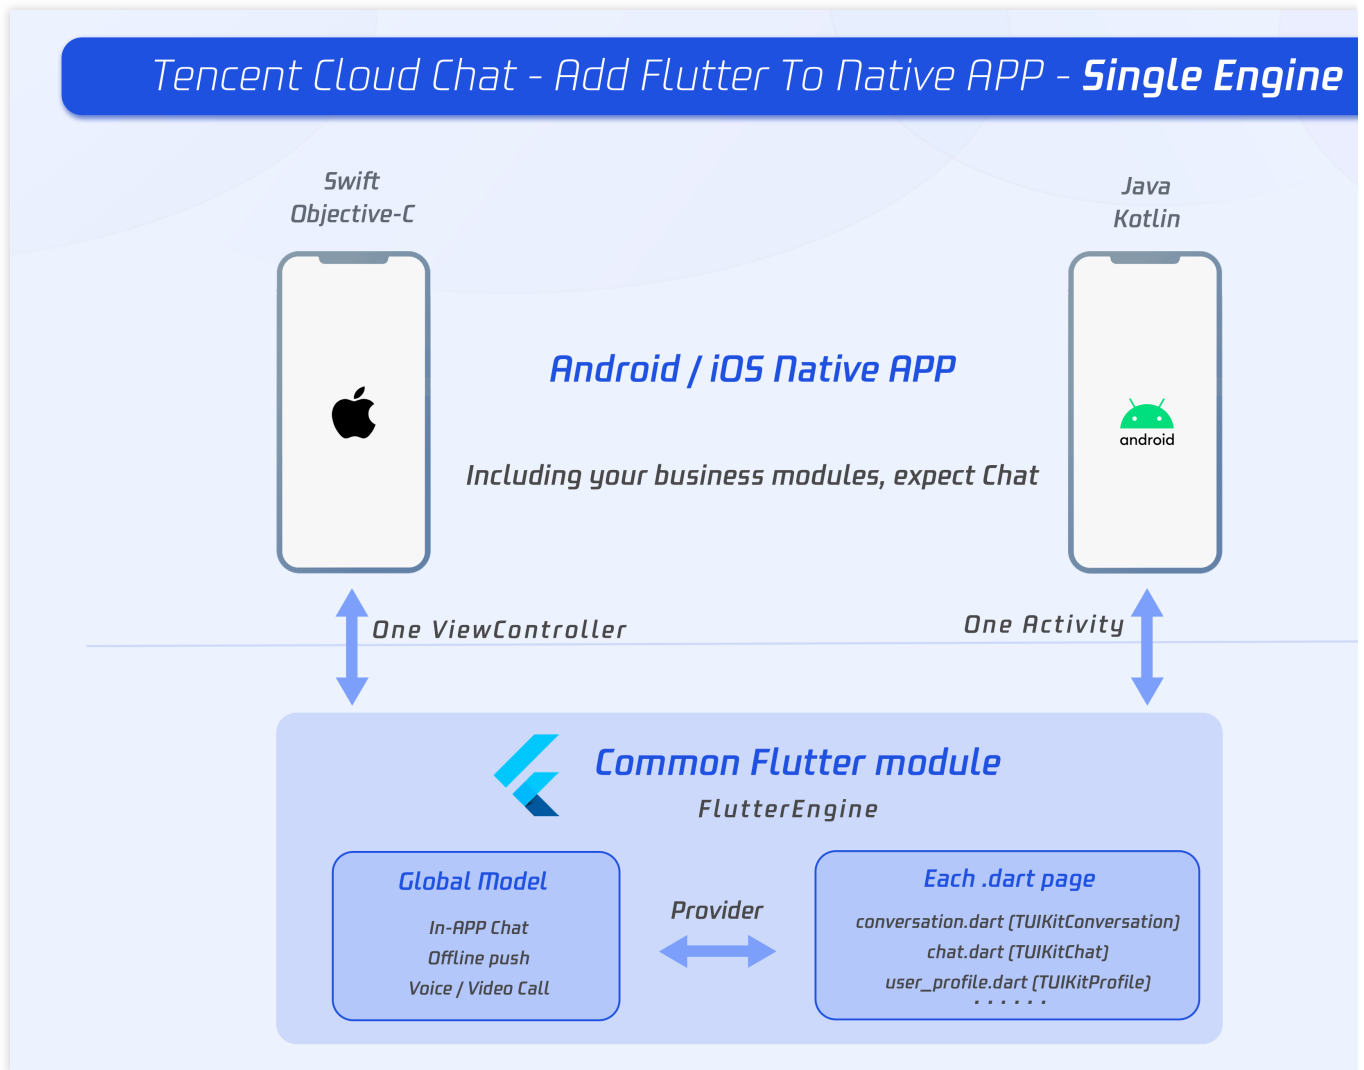 Tencent Cloud Chat - Add Flutter To Native APP - Single Engine
Swift
Objective-C
Java
Kotlin
Android / iOS Native APP
android
Including your business modules, expect Chat
One ViewController
One Activity
Common Flutter module
FlutterEngine
Global Model
In-APP Chat
Offline push
Voice / Video Call
Provider
Each .dart page
conversation.dart (TUIKitConversation)
chat.dart (TUIKitChat)
user_profile.dart (TUIKitProfile)
. . . . . .